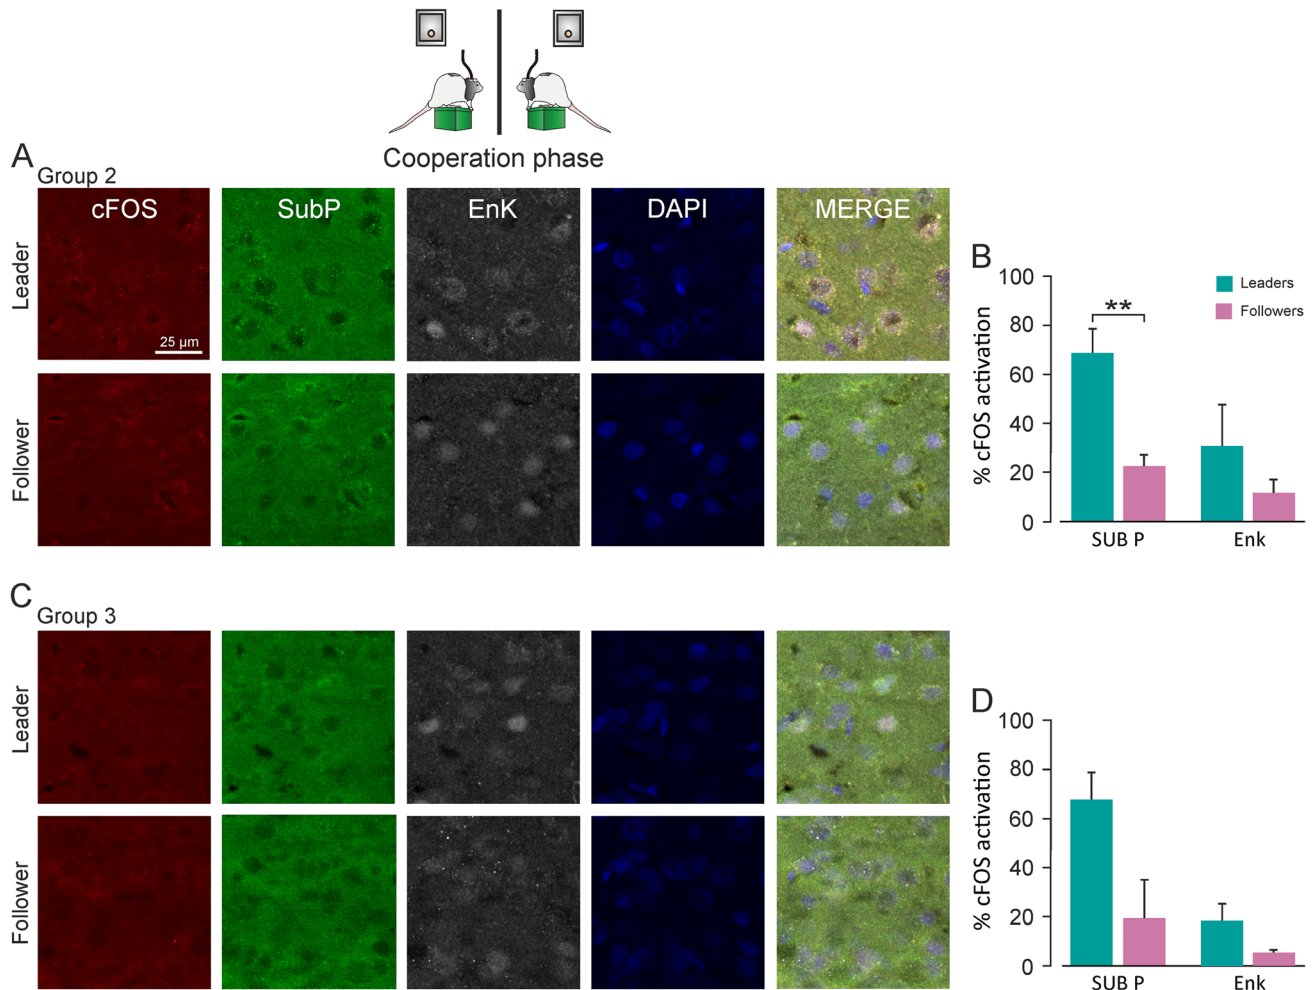 Cooperation phase
A
Group 2
cFOS
SubP
EnK
DAPI
MERGE
Leader
25 µm
Follower
B
100
80
60
40
20
0
% cFOS activation
**
Leaders
Followers
SUB P
Enk
C
Group 3
Leader
Follower
D
100
80
60
40
20
0
% cFOS activation
SUB P
Enk